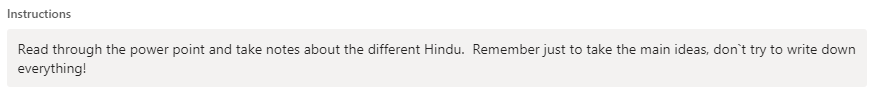 Instructions
Read through the power point and take notes about the different Hindu.  Remember just to take the main ideas, don`t try to write down
everything!